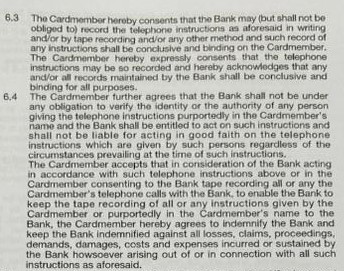 6.3 The Cardmember hereby consents that the Bank may (but shall not be
obliged to) record the telephone instructions as aforesaid in writing
and/or by tape recording and/or any other method and such record of
any instructions shall be conclusive and binding on the Cardmember.
The Cardmember hereby expressly consents that the telephone
instructions may be so recorded and hereby acknowledges that any
and/or all records maintained by the Bank shall be conclusive and
binding for all purposes.
6.4 The Cardmember further agrees that the Bank shall not be under
any obligation to verify the identity or the authority of any person
giving the telephone instructions purportedly in the Cardmember's
name and the Bank shall be entitled to act on such instructions and
shall not be liable for acting in good faith on the telephone
instructions which are given by such persons regardless of the
circumstances prevailing at the time of such instructions.
The Cardmember accepts that in consideration of the Bank acting
in accordance with such telephone instructions above or in the
Cardmember consenting to the Bank tape recording all or any the
Cardmember's telephone calls with the Bank, to enable the Bank to
keep the tape recording of all or any instructions given by the
Cardmember or purportedly in the Cardmember's name to the
Bank, the Cardmember hereby agrees to indemnify the Bank and
keep the Bank indemnified against all losses, claims, proceedings,
demands, damages, costs and expenses incurred or sustained by
the Bank howsoever arising out of or in connection with all such
instructions as aforesaid.